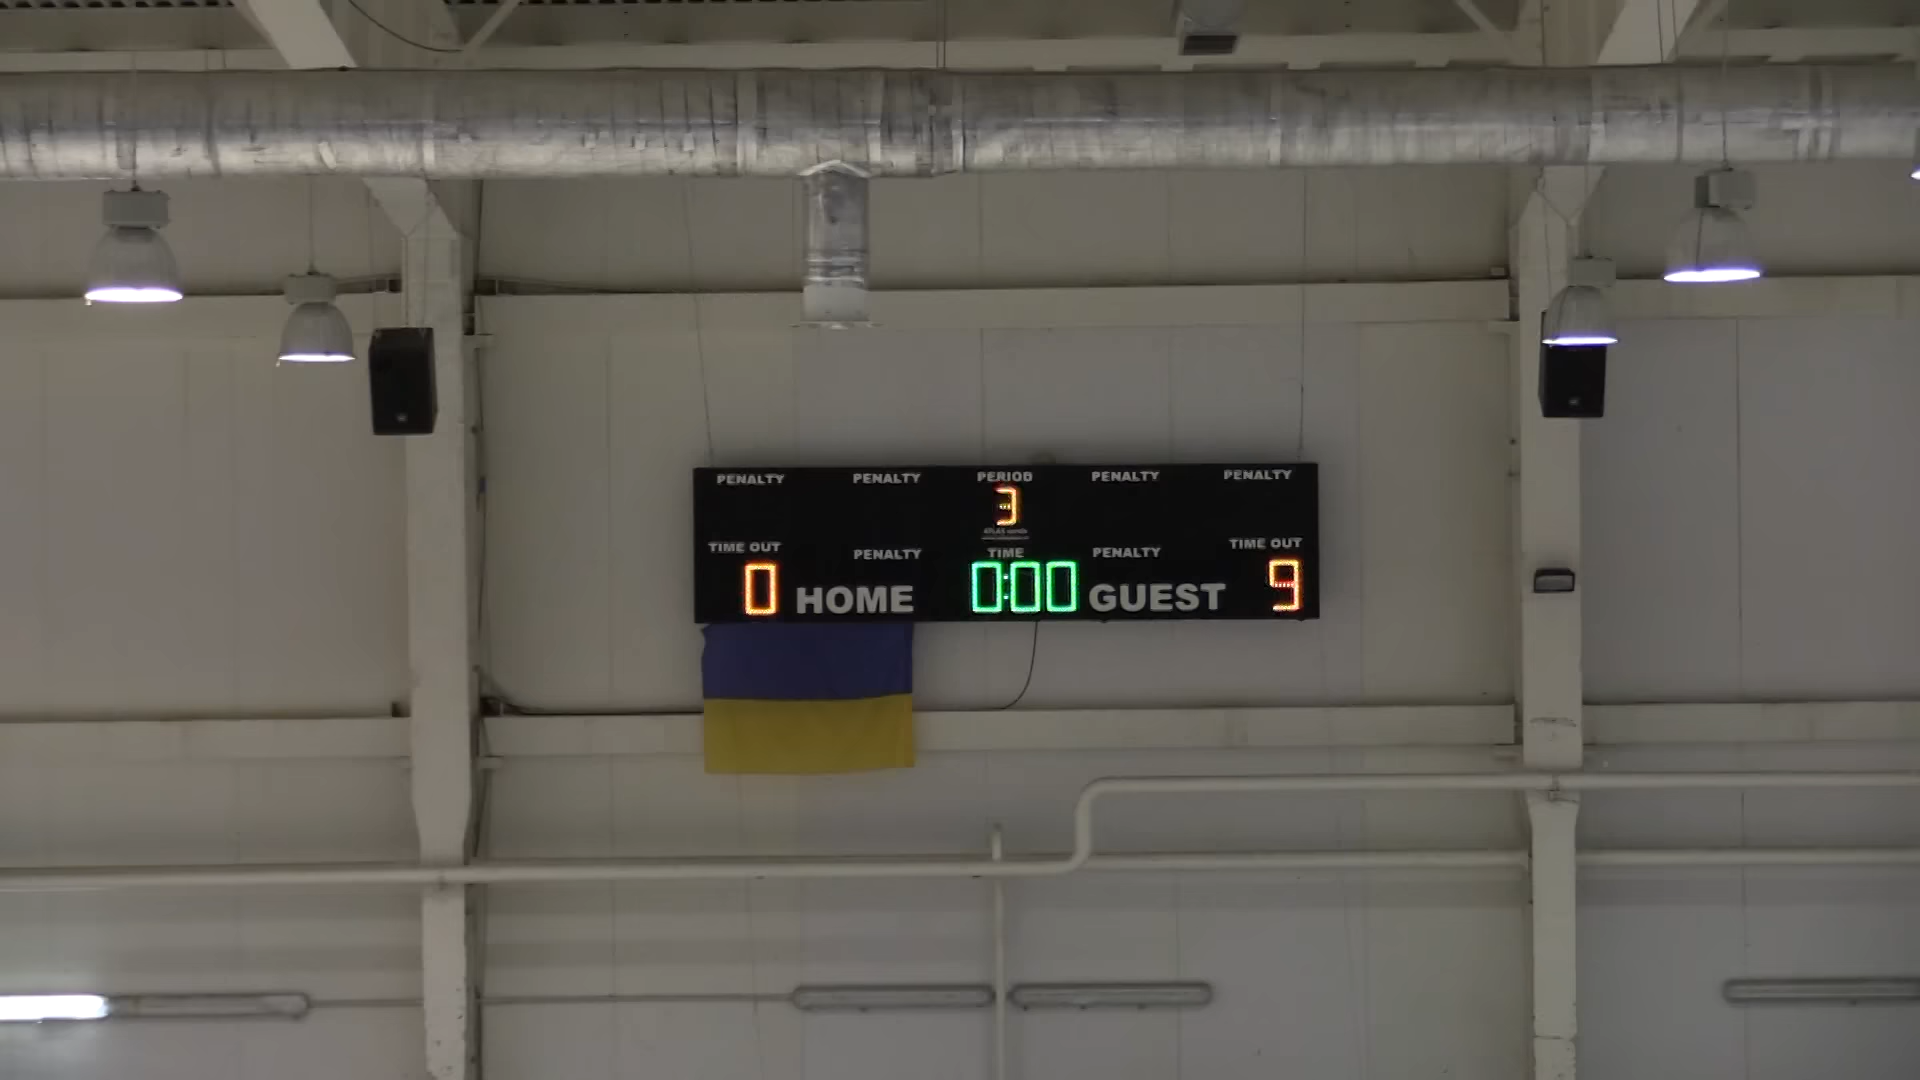 PENALTY PENALTY PERIOD PENALTY PENALTY
3
TIME OUT PENALTY TIME PENALTY TIME OUT
0 HOME 0:00 GUEST 9